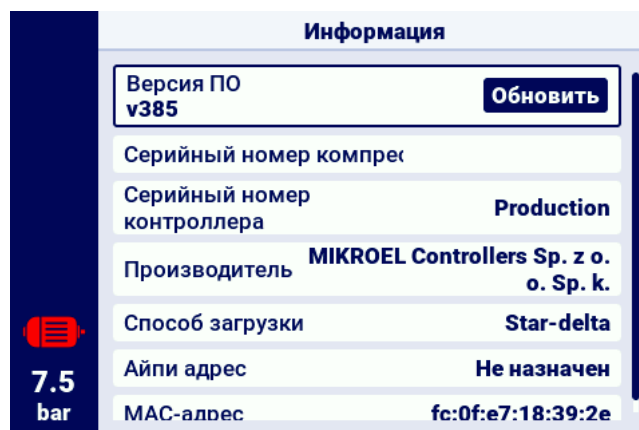 Информация
Версия ПО
v385
Обновить
Серийный номер компрес
Серийный номер
контроллера
Production
Производитель
MIKROEL Controllers Sp. z o.
o. Sp. k.
Способ загрузки
Star-delta
Айпи адрес
Не назначен
MAC-адрес
fc:0f:e7:18:39:2e
7.5
bar